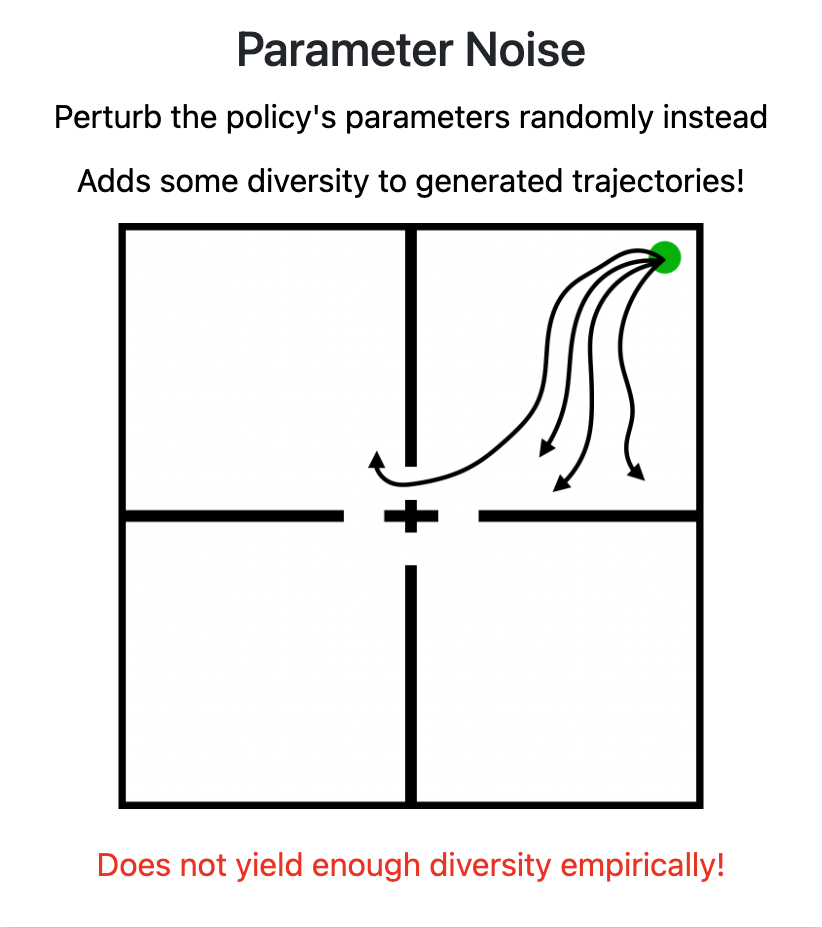 Parameter Noise
Perturb the policy's parameters randomly instead
Adds some diversity to generated trajectories!
Does not yield enough diversity empirically!